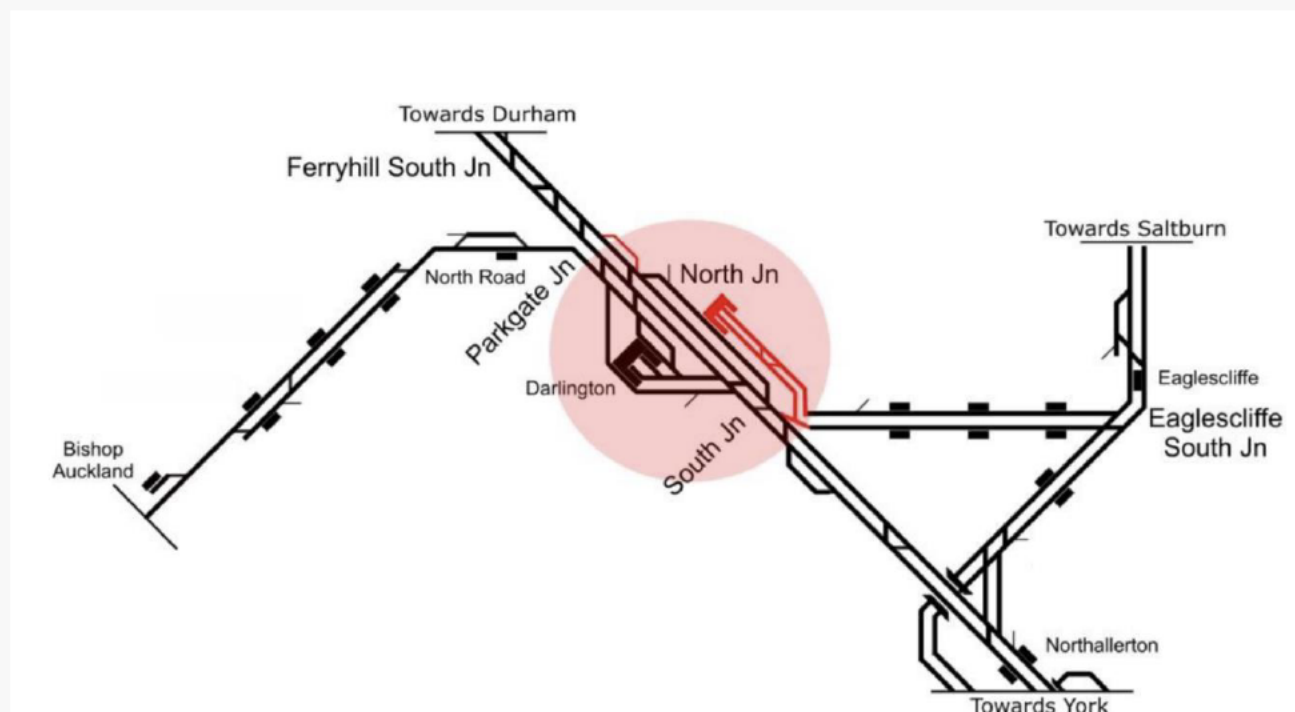 Towards Durham
Ferryhill South Jn
Towards Saltburn
North Road
Parkgate Jn
North Jn
Darlington
Eaglescliffe
Eaglescliffe
South Jn
South Jn
Bishop
Auckland
Northallerton
Towards York